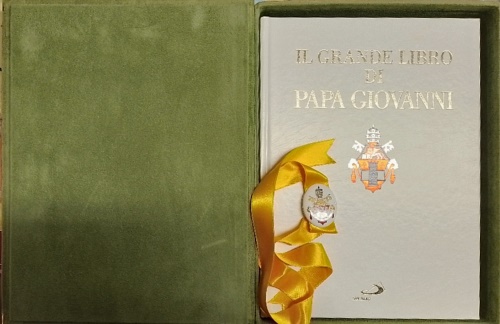 IL GRANDE LIBRO
DI
PAPA GIOVANNI